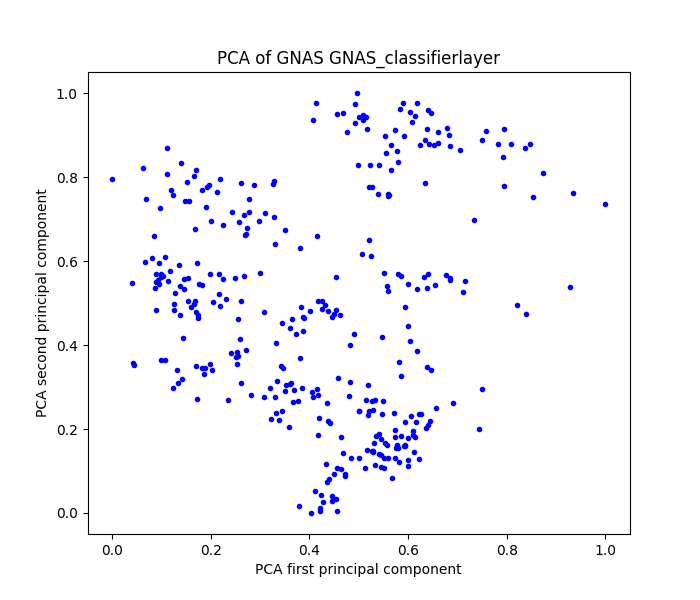 PCA of GNAS GNAS_classifierlayer
1.0
0.8
0.6
0.4
0.2
0.0
PCA second principal component
0.0 0.2 0.4 0.6 0.8 1.0
PCA first principal component